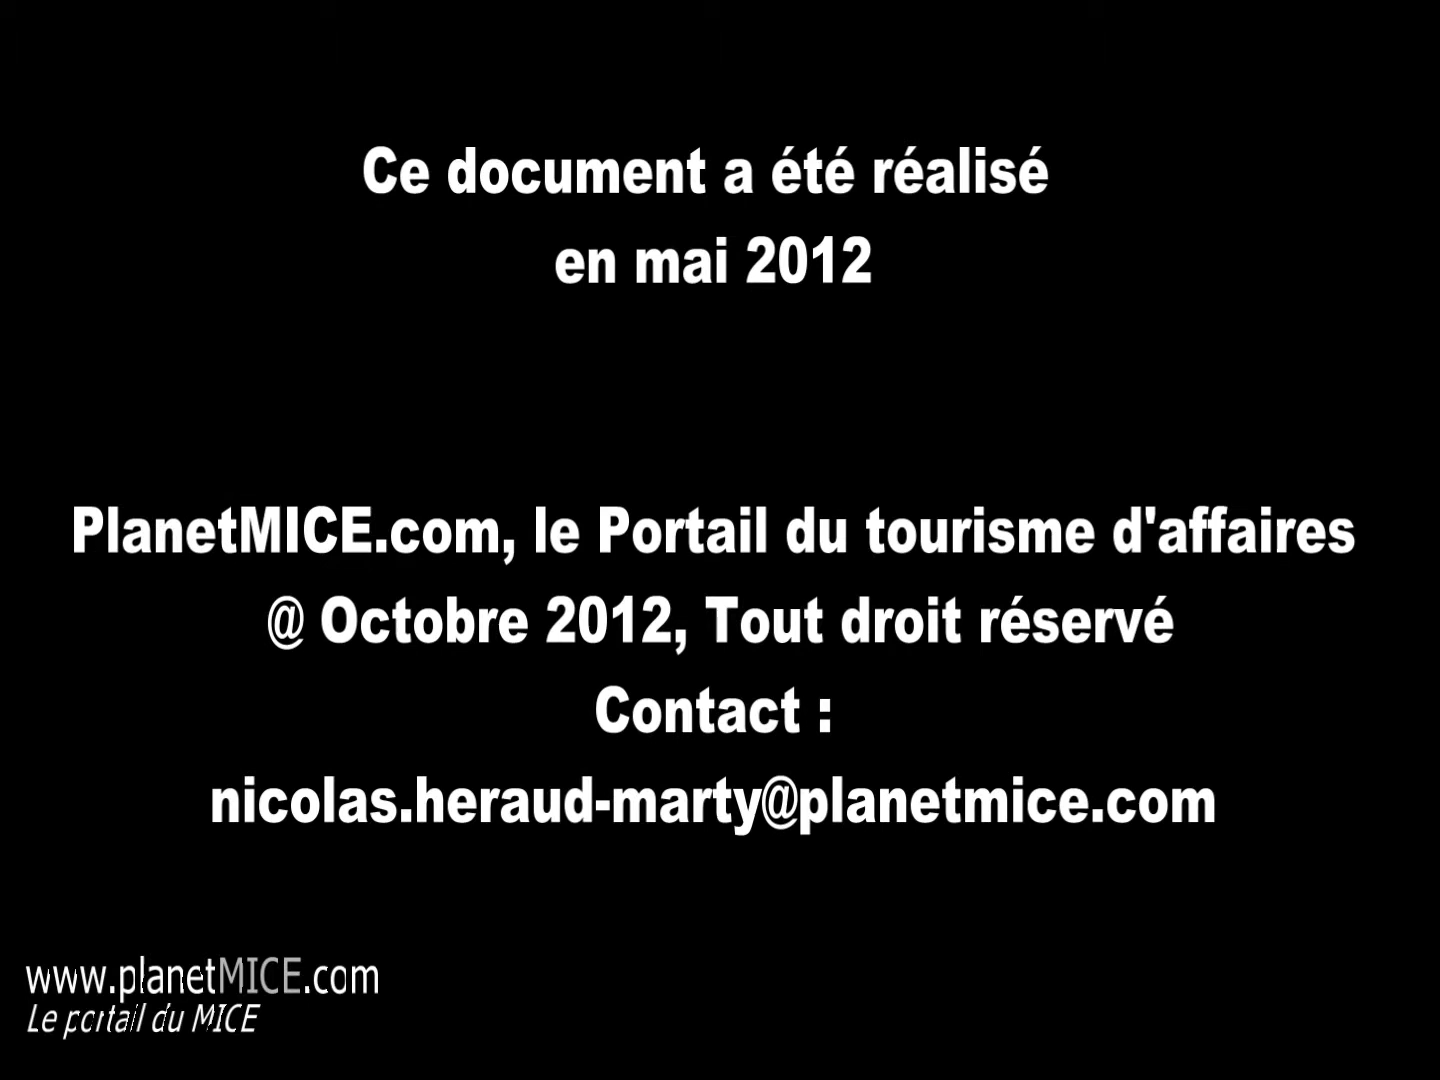 Ce document a été réalisé
en mai 2012
PlanetMICE.com, le Portail du tourisme d'affaires
@ Octobre 2012, Tout droit réservé
Contact :
nicolas.heraud-marty@planetmice.com
www.planetMICE.com
Le portail du MICE